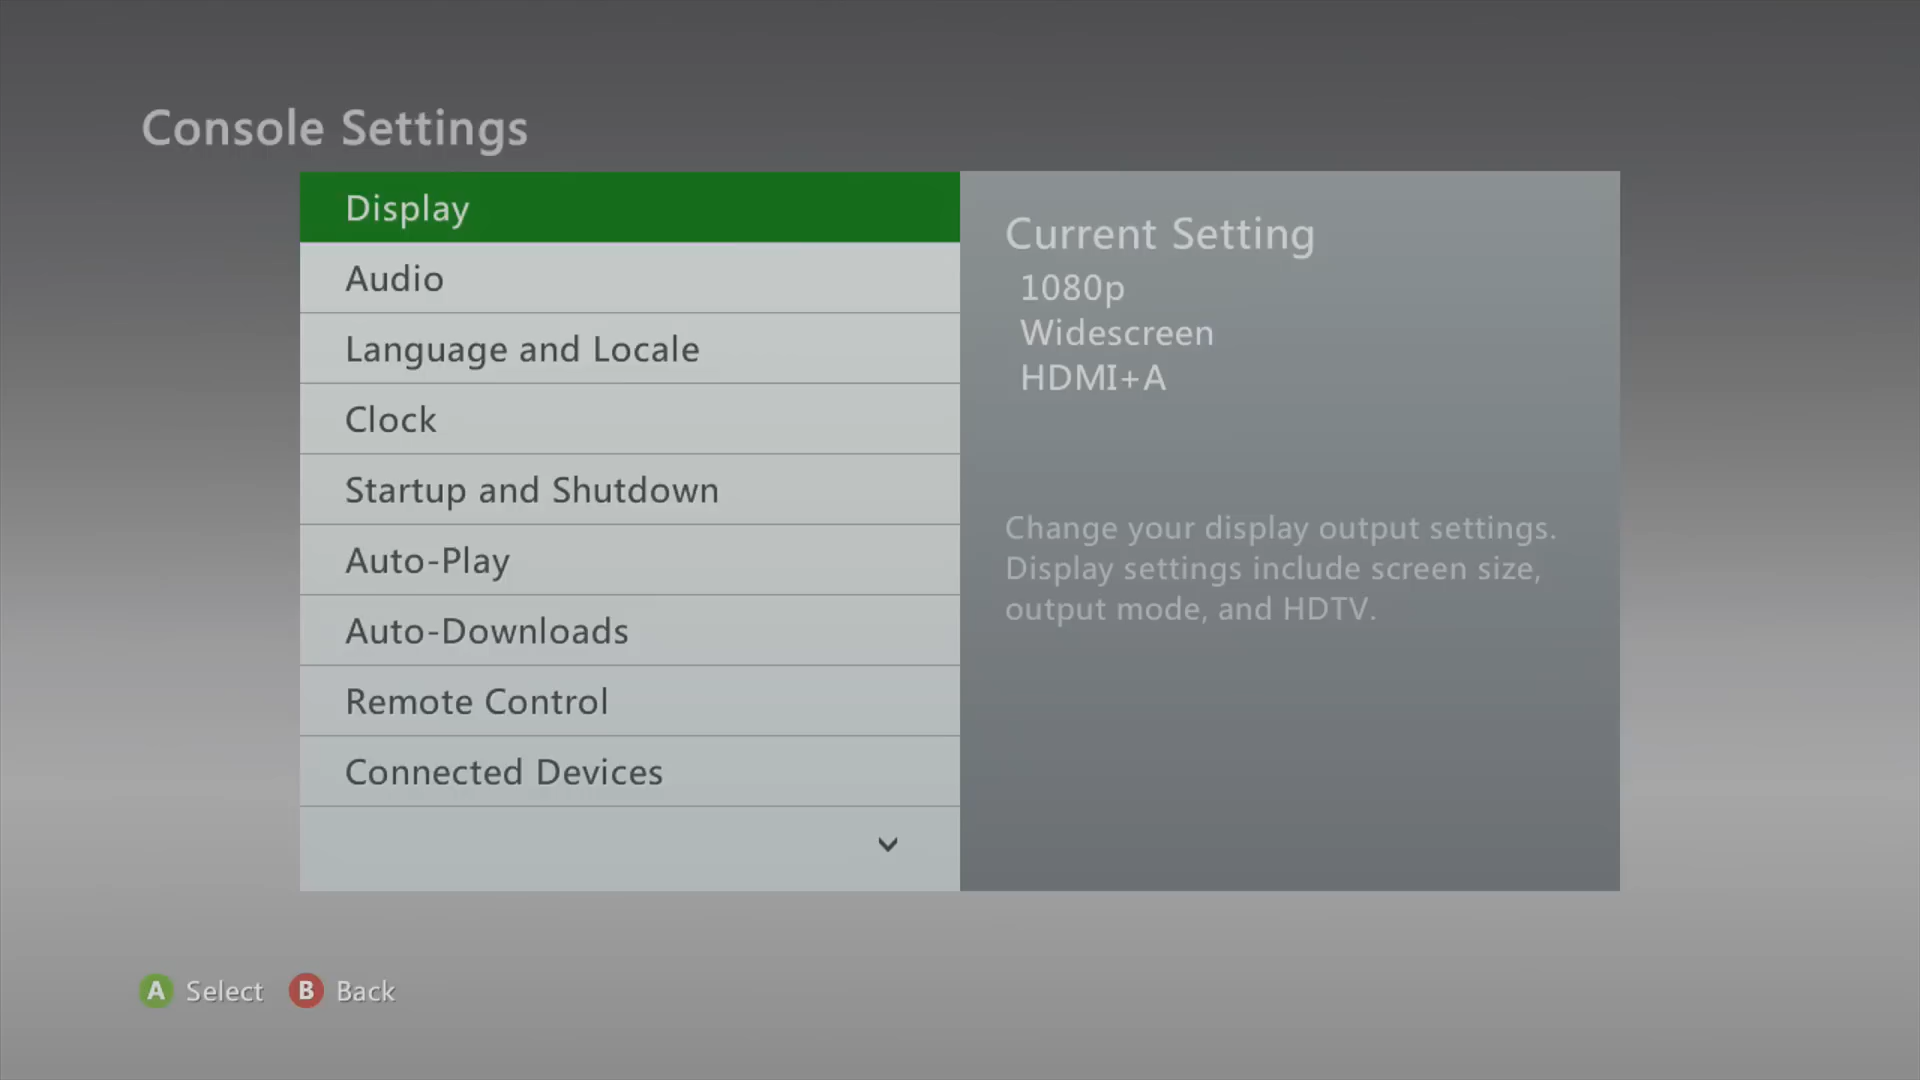 Console Settings
Display
Audio
Language and Locale
Clock
Startup and Shutdown
Auto-Play
Auto-Downloads
Remote Control
Connected Devices
Current Setting
1080p
Widescreen
HDMI+A
Change your display output settings.
Display settings include screen size,
output mode, and HDTV.
A Select B Back